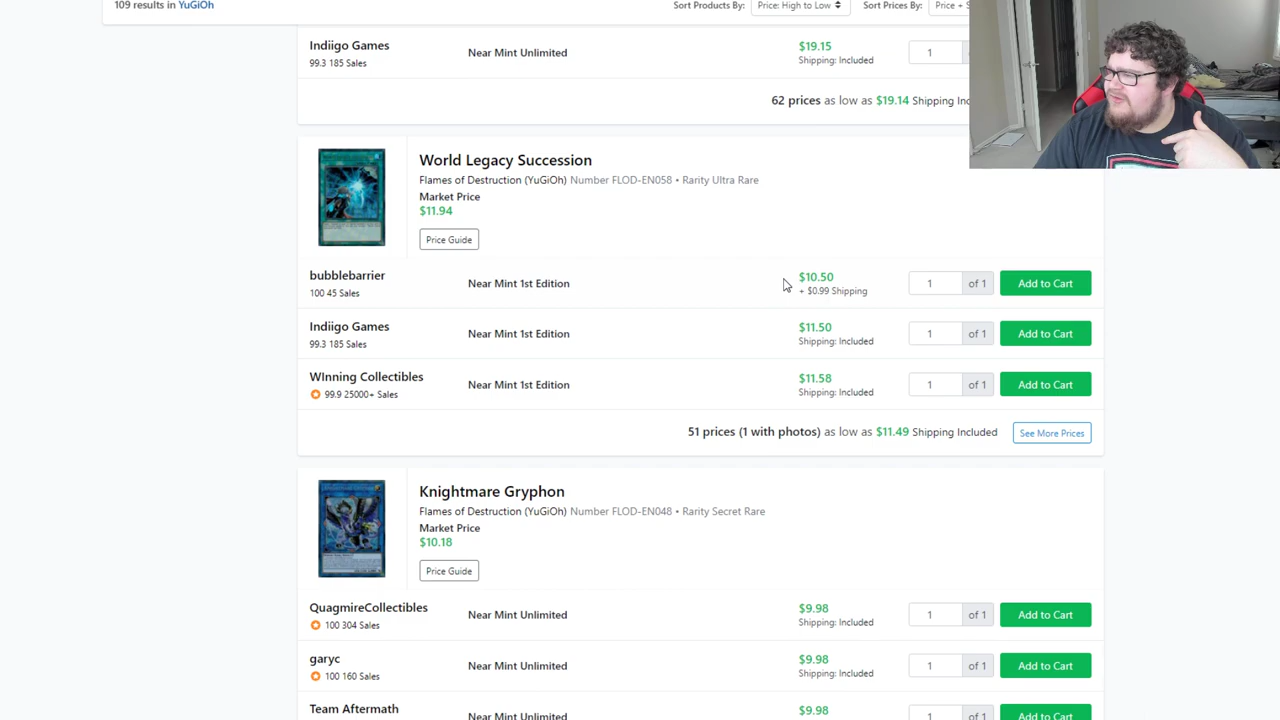 109 results in YuGiOh
Sort Products By: Price: High to Low Sort Prices By: Price + S
Indiigo Games
99.3 185 Sales
Near Mint Unlimited
$19.15
Shipping: Included
1
62 prices as low as $19.14 Shipping Inc
World Legacy Succession
Flames of Destruction (YuGiOh) Number FLOD-EN058 • Rarity Ultra Rare
Market Price
$11.94
Price Guide
bubblebarrier
100 45 Sales
Near Mint 1st Edition
$10.50
+ $0.99 Shipping
1 of 1 Add to Cart
Indiigo Games
99.3 185 Sales
Near Mint 1st Edition
$11.50
Shipping: Included
1 of 1 Add to Cart
WInning Collectibles
99.9 25000+ Sales
Near Mint 1st Edition
$11.58
Shipping: Included
1 of 1 Add to Cart
51 prices (1 with photos) as low as $11.49 Shipping Included See More Prices
Knightmare Gryphon
Flames of Destruction (YuGiOh) Number FLOD-EN048 • Rarity Secret Rare
Market Price
$10.18
Price Guide
QuagmireCollectibles
100 304 Sales
Near Mint Unlimited
$9.98
Shipping: Included
1 of 1 Add to Cart
garyc
100 160 Sales
Near Mint Unlimited
$9.98
Shipping: Included
1 of 1 Add to Cart
Team Aftermath
Near Mint Unlimited
$9.98
1 of 1 Add to Cart